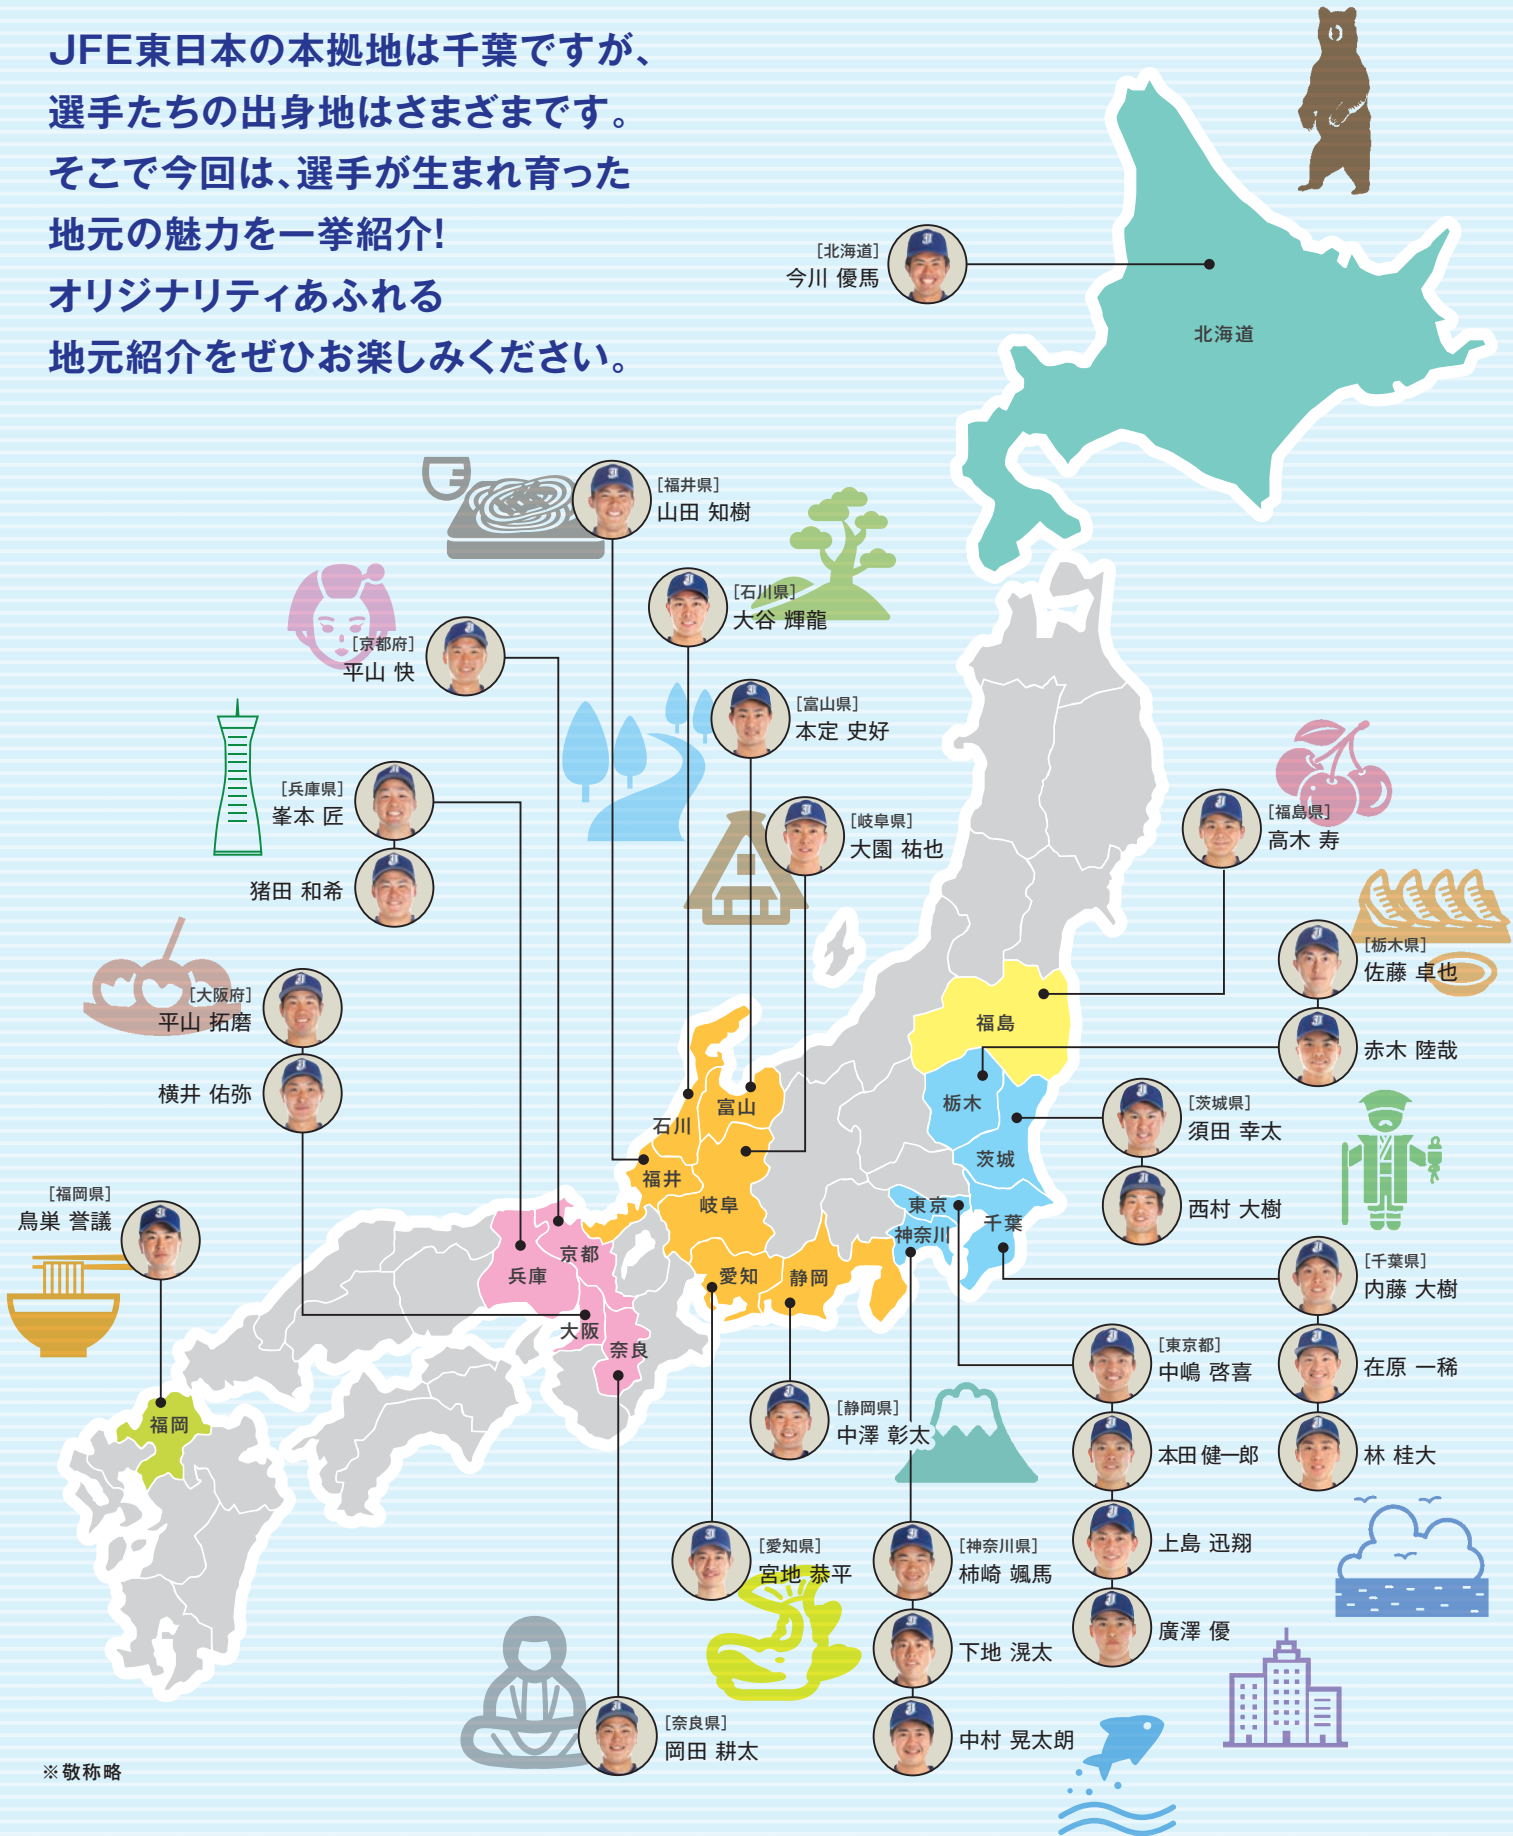 JFE東日本の本拠地は千葉ですが、
選手たちの出身地はさまざまです。
そこで今回は、選手が生まれ育った
地元の魅力を一挙紹介!
オリジナリティあふれる
地元紹介をぜひお楽しみください。
[北海道]
今川 優馬
北海道
[福井県]
山田 知樹
[石川県]
大谷 輝龍
[京都府]
平山 快
[富山県]
本定 史好
[兵庫県]
峯本 匠
猪田 和希
[岐阜県]
大園 祐也
[福島県]
高木 寿
[栃木県]
佐藤 卓也
赤木 陸哉
[大阪府]
平山 拓磨
横井 佑弥
[茨城県]
須田 幸太
西村 大樹
[福岡県]
鳥巣 誉議
福島
栃木
茨城
富山
石川
福井
岐阜
東京
神奈川
千葉
京都
兵庫
愛知
静岡
大阪
奈良
福岡
[千葉県]
内藤 大樹
在原 一稀
林 桂大
[東京都]
中嶋 啓喜
本田 健一郎
上島 迅翔
廣澤 優
[静岡県]
中澤 彰太
[愛知県]
宮地 恭平
[神奈川県]
柿崎 颯馬
下地 滉太
中村 晃太朗
[奈良県]
岡田 耕太
※敬称略